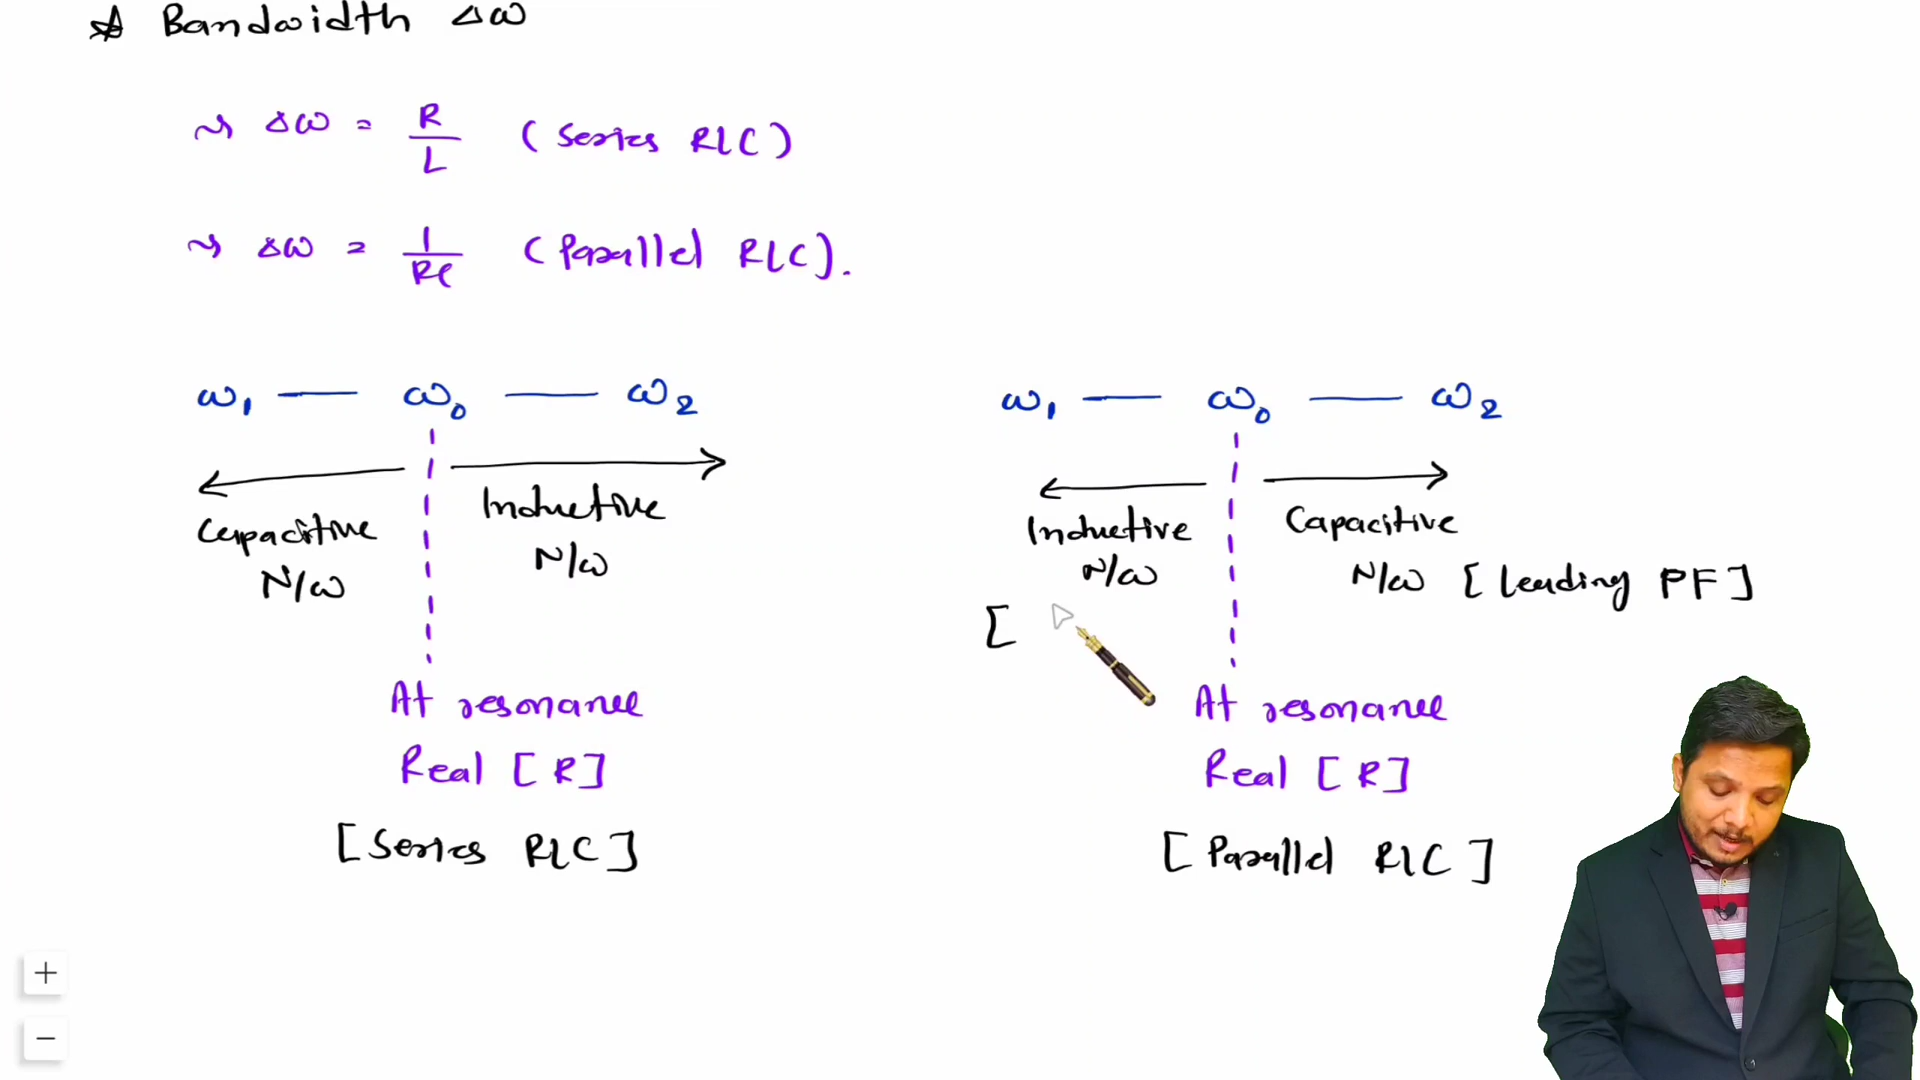 * Bandwidth Δω
~> Δω = R/L (Series RLC)
~> Δω = 1/RC (Parallel RLC).
ω₁ — ω₀ — ω₂
Capacitive N/ω
Inductive N/ω
At resonance
Real [R]
[Series RLC]
ω₁ — ω₀ — ω₂
Inductive N/ω
Capacitive N/ω [leading PF]
[
At resonance
Real [R]
[Parallel RLC]
+
−